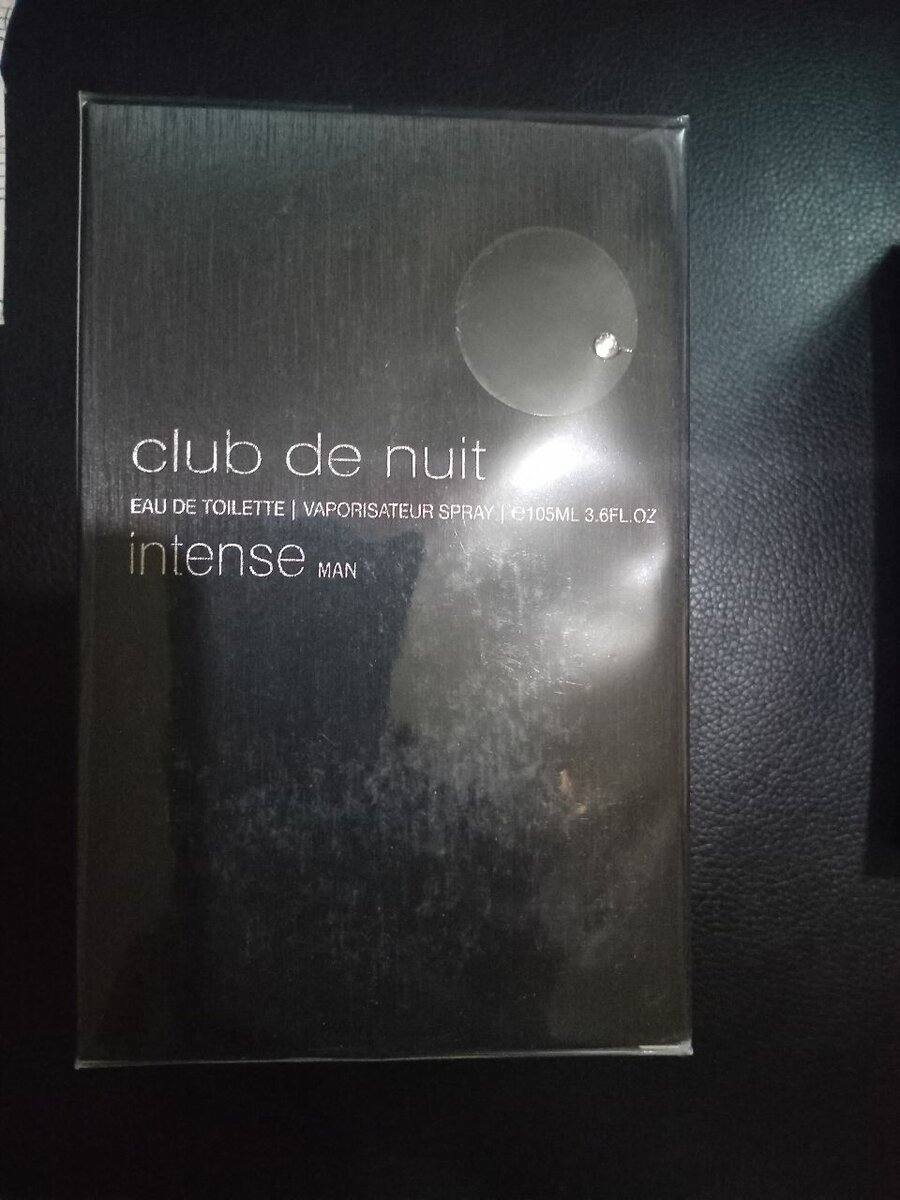 club de nuit
EAU DE TOILETTE | VAPORISATEUR SPRAY | ℮105ML 3.6FL.OZ
intense MAN